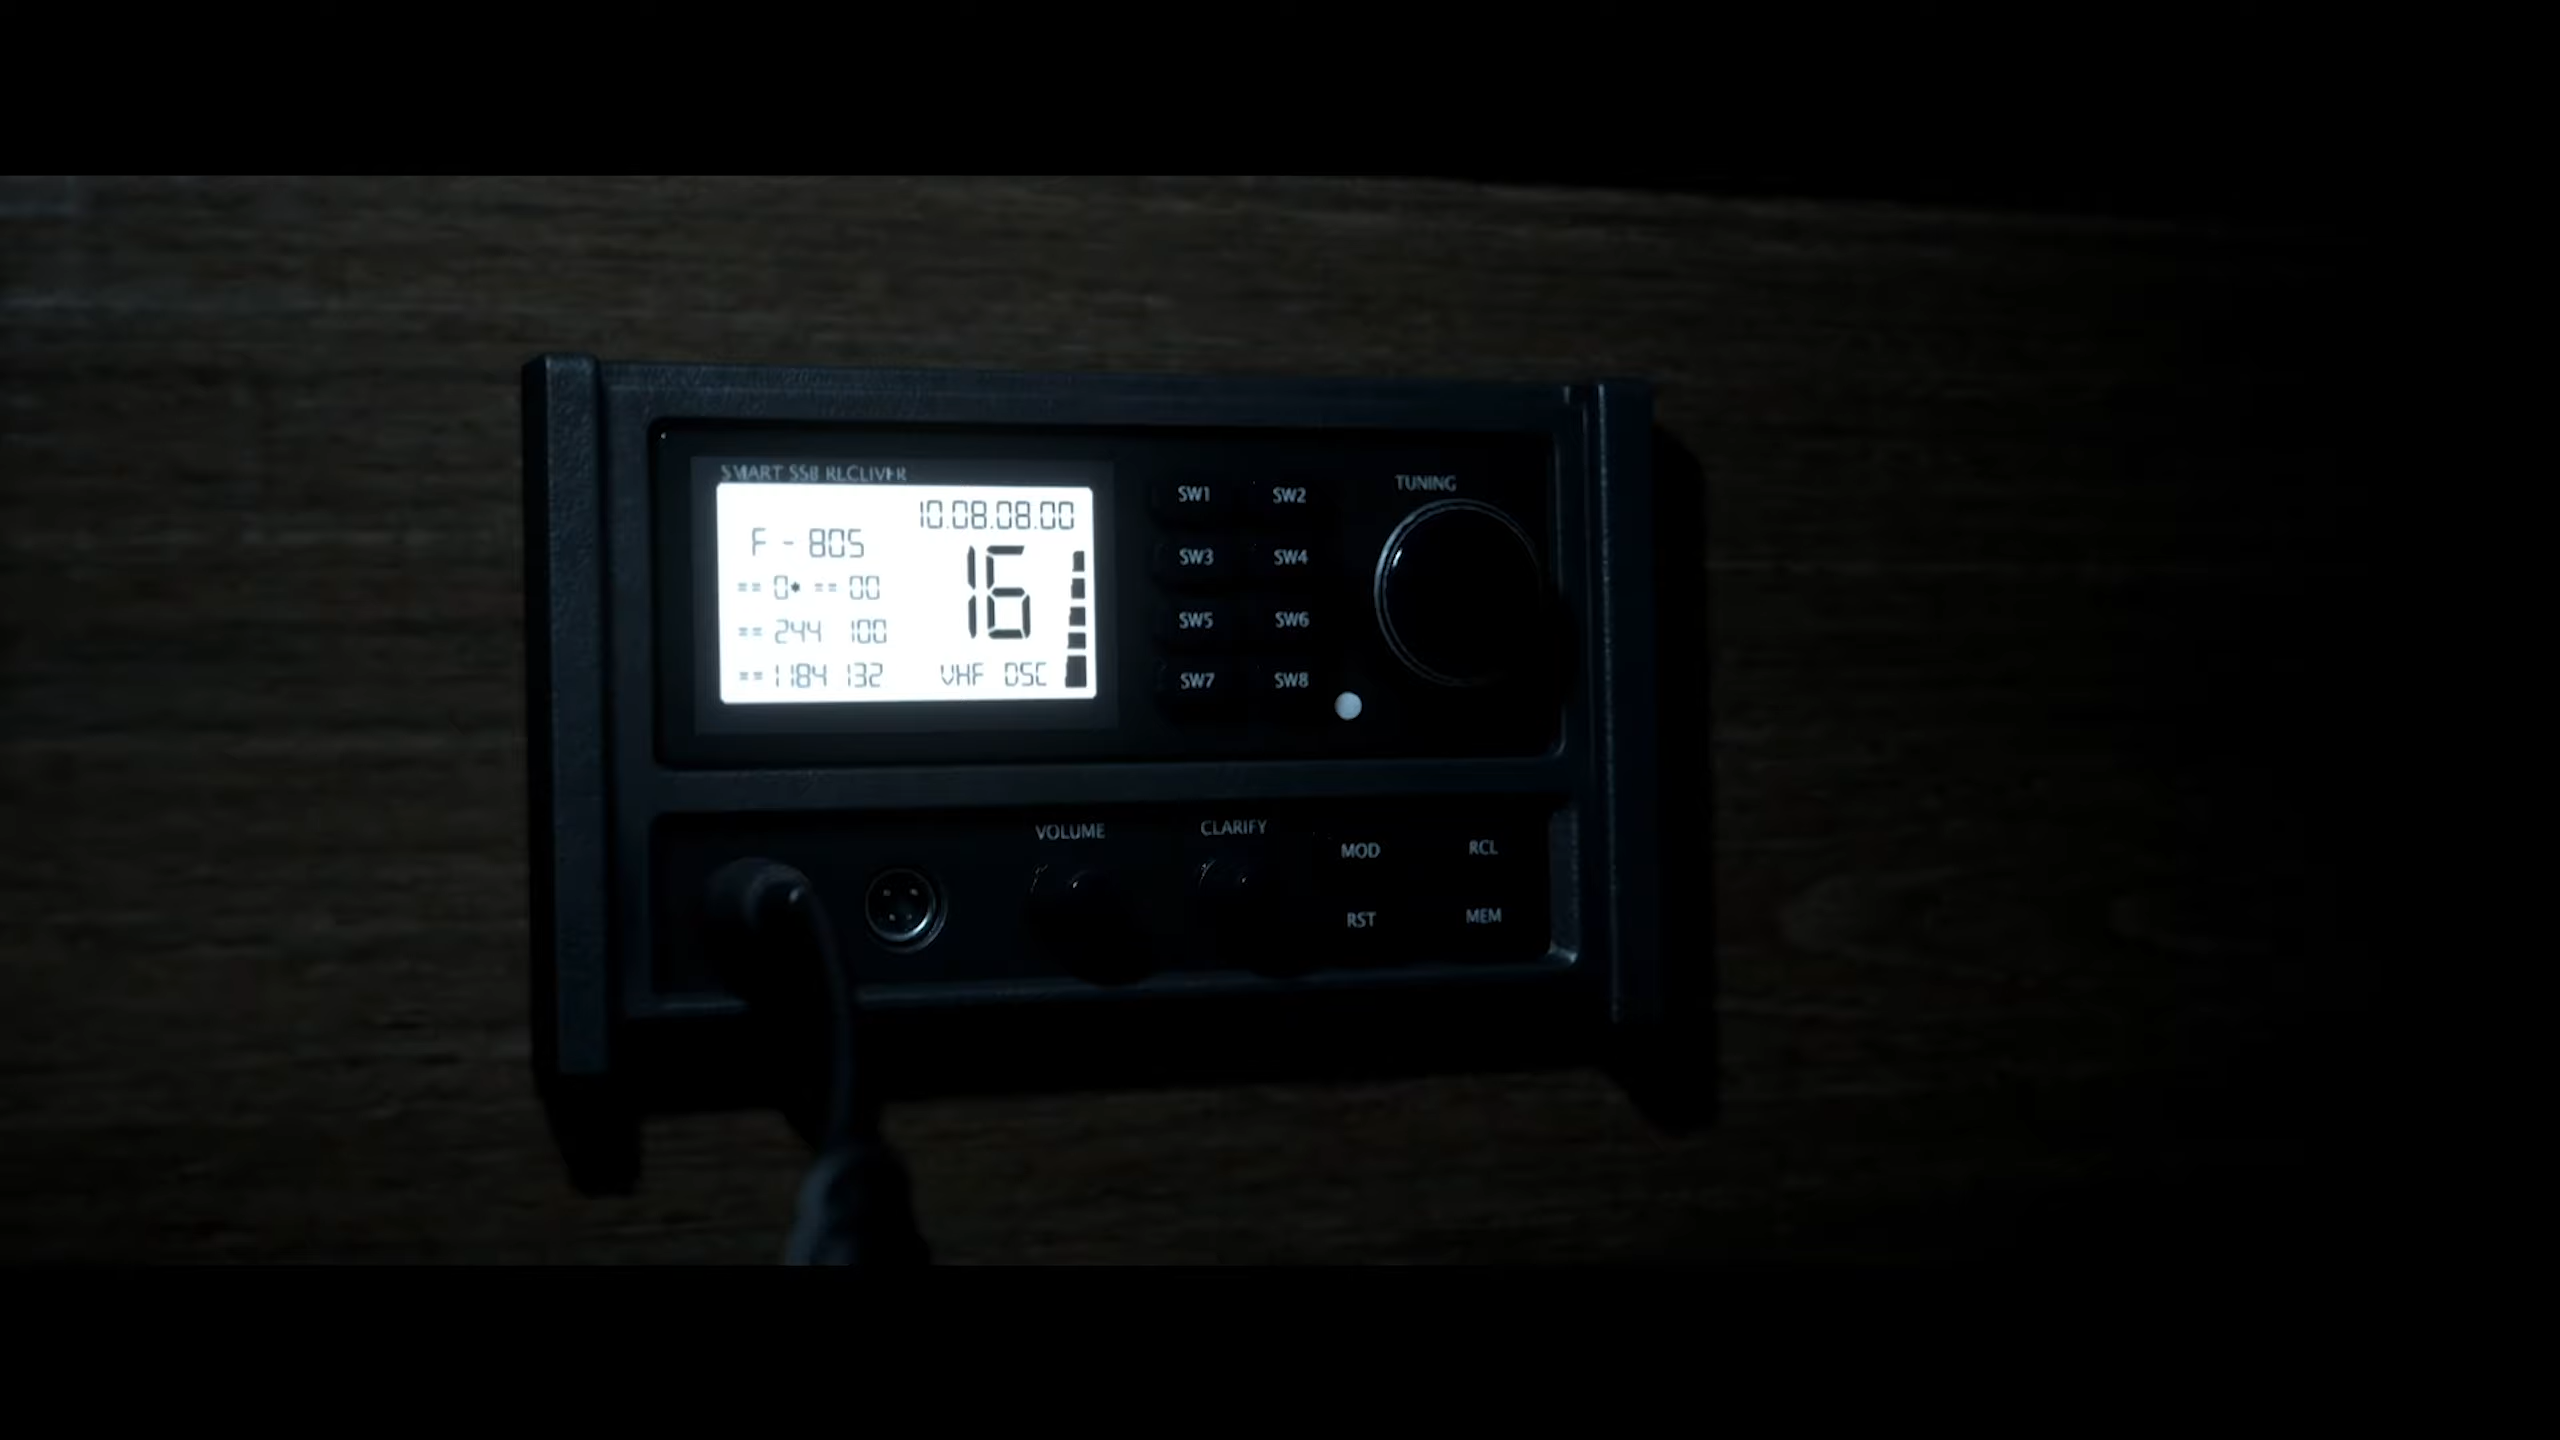 SMART SSB RECEIVER
10.08.08.00
F - 805
16
== 0* == 00
== 244 100
== 1184 132
VHF DSC
SW1 SW2
SW3 SW4
SW5 SW6
SW7 SW8
TUNING
VOLUME
CLARIFY
MOD RCL
RST MEM